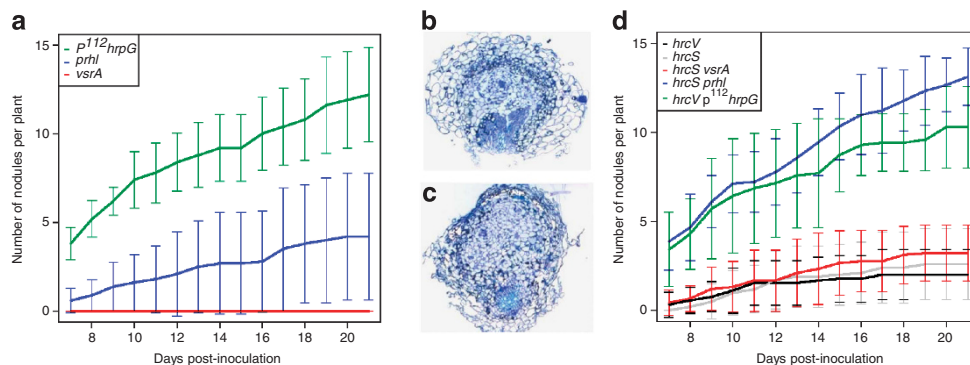 a
P112hrpG
prhI
vsrA
Number of nodules per plant
15
10
5
0
8 10 12 14 16 18 20
Days post-inoculation
b
c
d
hrcV
hrcS
hrcS vsrA
hrcS prhI
hrcV p112hrpG
Number of nodules per plant
15
10
5
0
8 10 12 14 16 18 20
Days post-inoculation